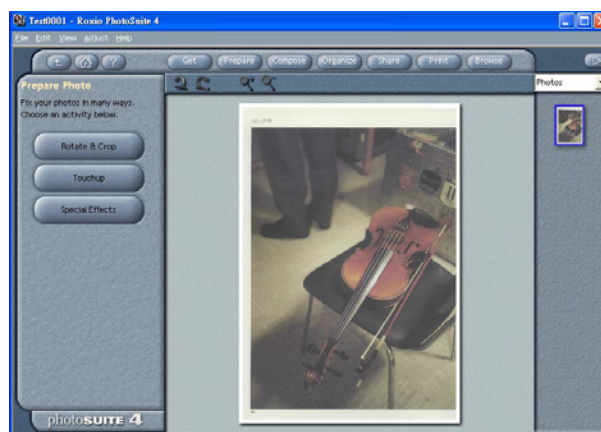 Test0001 - Roxio PhotoSuite 4
File Edit View Adjust Help
Get Prepare Compose Organize Share Print Browse
Prepare Photo
Fix your photos in many ways.
Choose an activity below.
Photos
Rotate & Crop
Touchup
Special Effects
photoSUITE 4